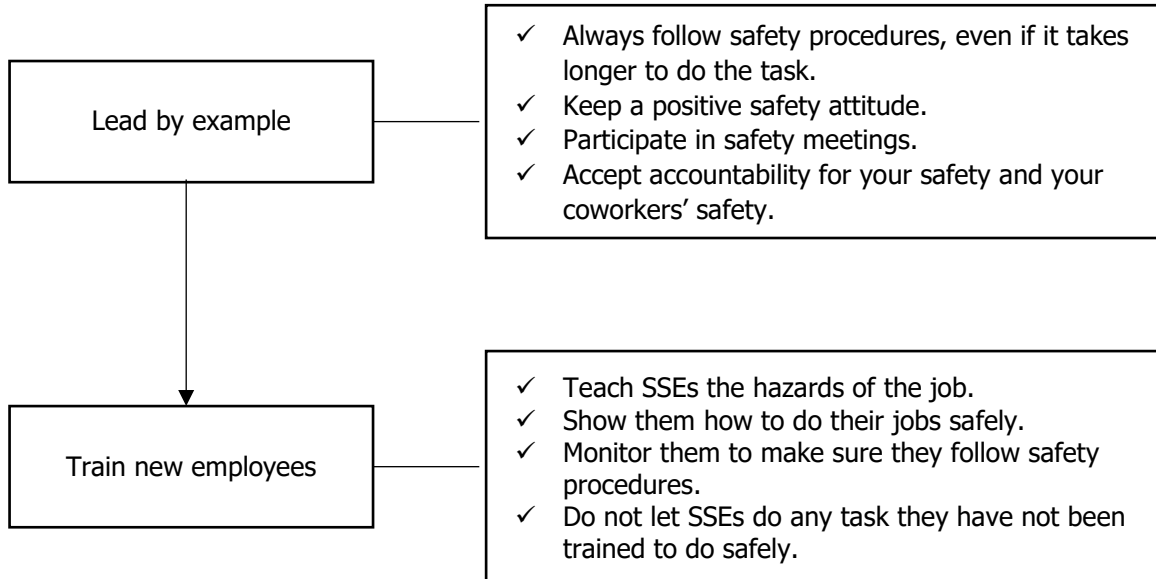 Lead by example
✓ Always follow safety procedures, even if it takes
longer to do the task.
✓ Keep a positive safety attitude.
✓ Participate in safety meetings.
✓ Accept accountability for your safety and your
coworkers’ safety.
Train new employees
✓ Teach SSEs the hazards of the job.
✓ Show them how to do their jobs safely.
✓ Monitor them to make sure they follow safety
procedures.
✓ Do not let SSEs do any task they have not been
trained to do safely.